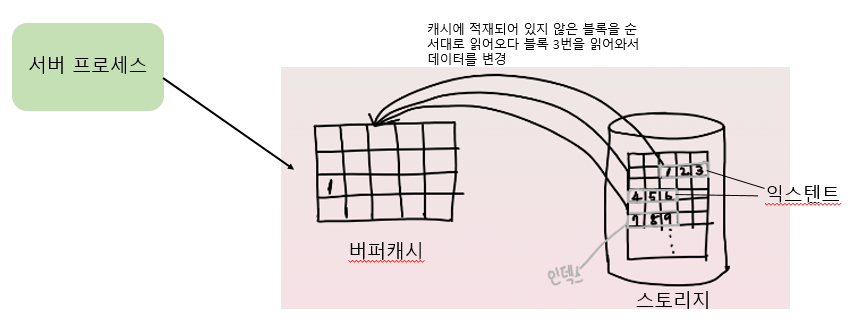 캐시에 적재되어 있지 않은 블록을 순
서대로 읽어오다 블록 3번을 읽어와서
데이터를 변경
서버 프로세스
1
1 2 3
4 5 6
7 8 9
익스텐트
버퍼캐시
인덱스
스토리지